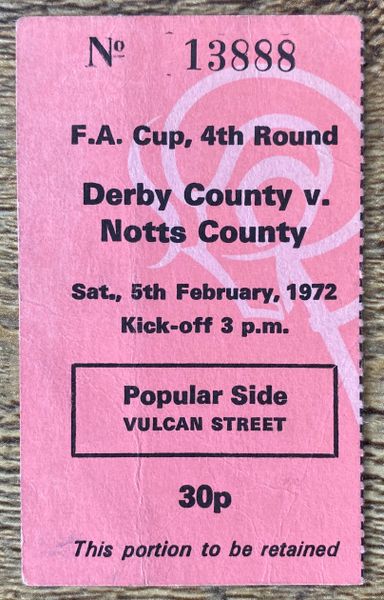 Nº 13888
F.A. Cup, 4th Round
Derby County v.
Notts County
Sat., 5th February, 1972
Kick-off 3 p.m.
Popular Side
VULCAN STREET
30p
This portion to be retained